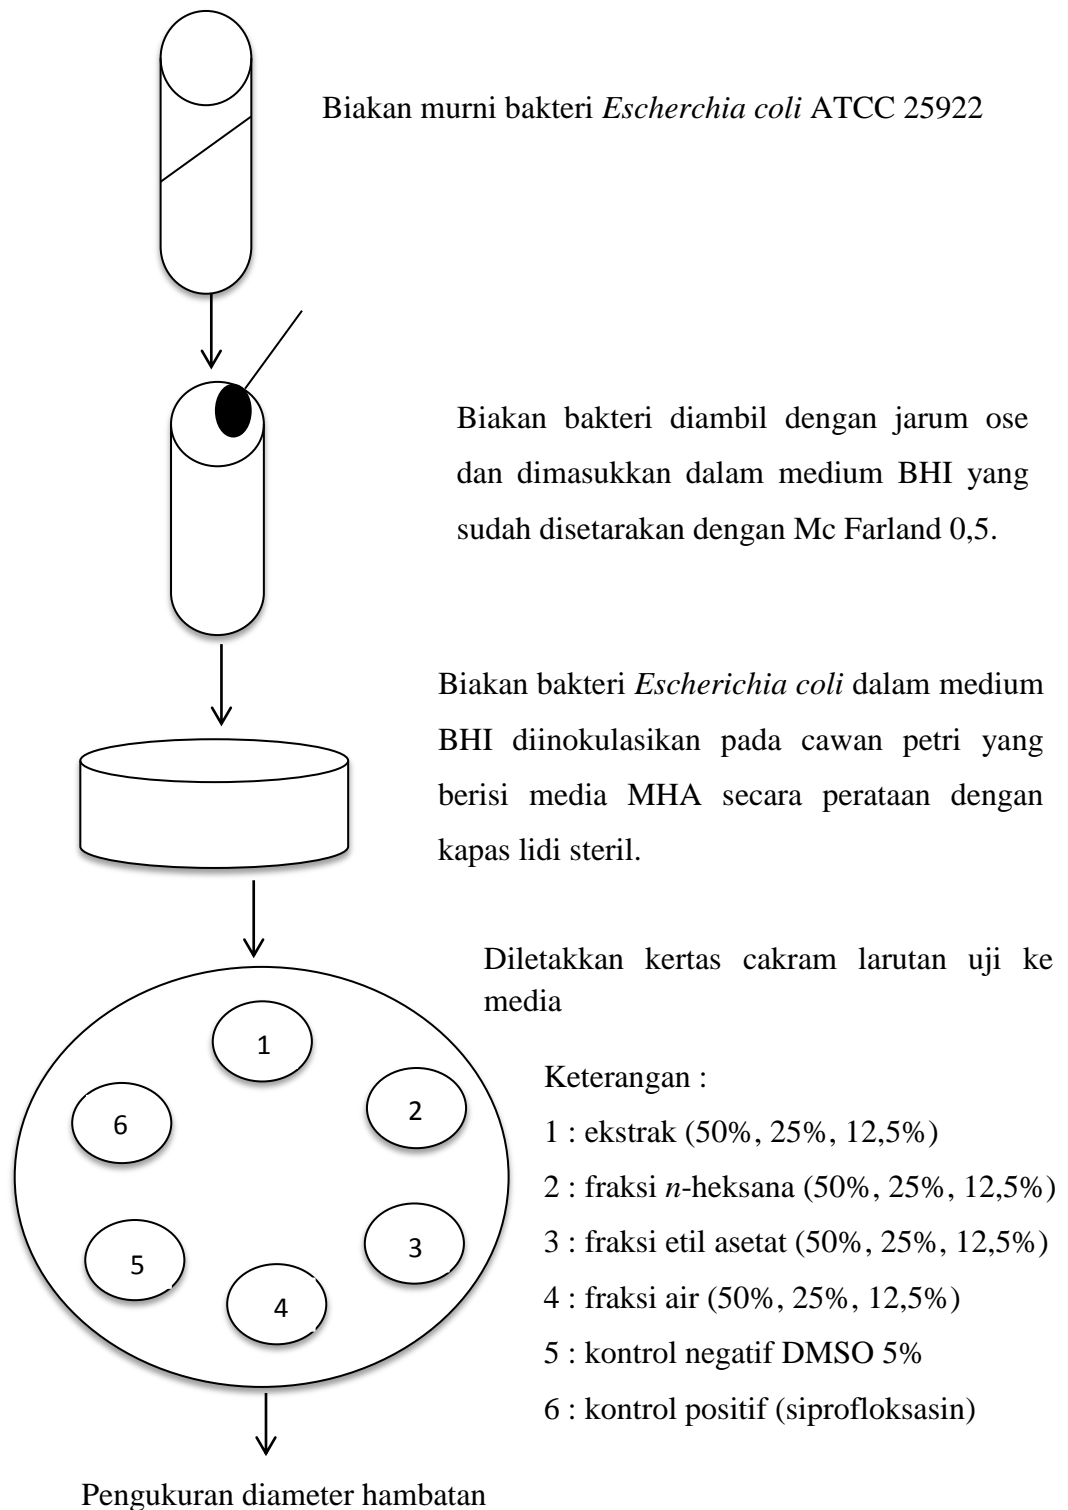 Biakan murni bakteri Escherchia coli ATCC 25922
Biakan bakteri diambil dengan jarum ose
dan dimasukkan dalam medium BHI yang
sudah disetarakan dengan Mc Farland 0,5.
Biakan bakteri Escherichia coli dalam medium
BHI diinokulasikan pada cawan petri yang
berisi media MHA secara perataan dengan
kapas lidi steril.
Diletakkan kertas cakram larutan uji ke
media
1
2
3
4
5
6
Keterangan :
1 : ekstrak (50%, 25%, 12,5%)
2 : fraksi n-heksana (50%, 25%, 12,5%)
3 : fraksi etil asetat (50%, 25%, 12,5%)
4 : fraksi air (50%, 25%, 12,5%)
5 : kontrol negatif DMSO 5%
6 : kontrol positif (siprofloksasin)
Pengukuran diameter hambatan